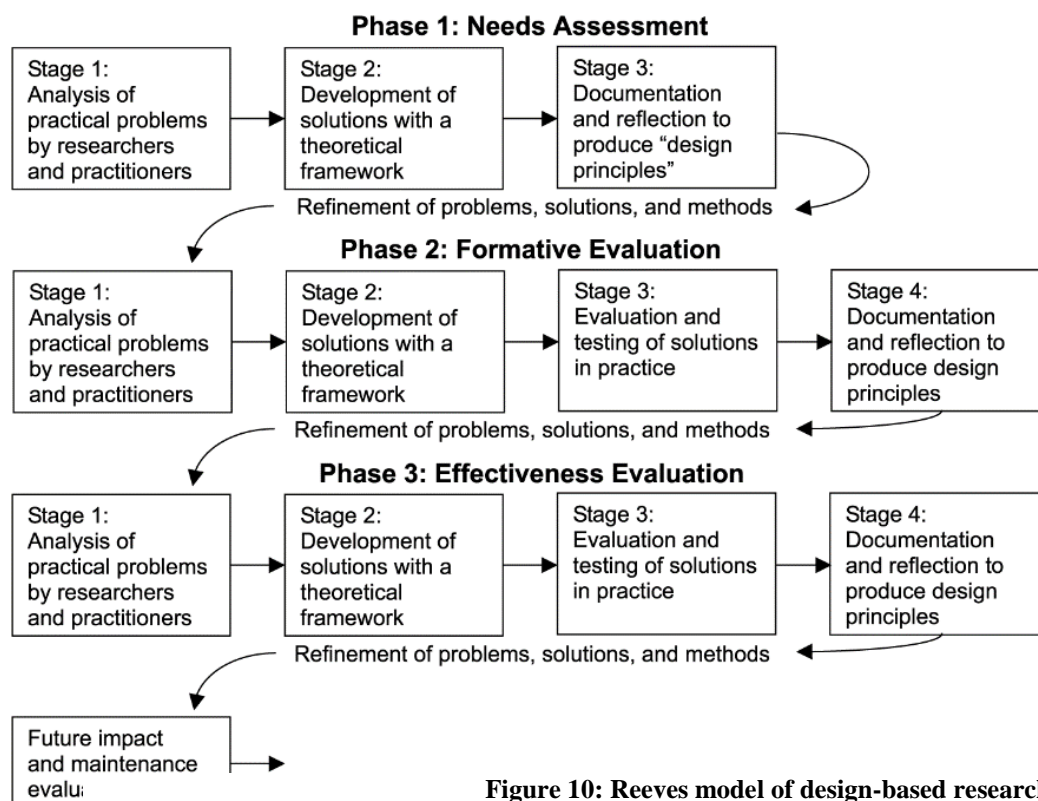 Phase 1: Needs Assessment
Stage 1:
Analysis of
practical problems
by researchers
and practitioners
Stage 2:
Development of
solutions with a
theoretical
framework
Stage 3:
Documentation
and reflection to
produce “design
principles”
Refinement of problems, solutions, and methods
Phase 2: Formative Evaluation
Stage 1:
Analysis of
practical problems
by researchers
and practitioners
Stage 2:
Development of
solutions with a
theoretical
framework
Stage 3:
Evaluation and
testing of solutions
in practice
Stage 4:
Documentation
and reflection to
produce design
principles
Refinement of problems, solutions, and methods
Phase 3: Effectiveness Evaluation
Stage 1:
Analysis of
practical problems
by researchers
and practitioners
Stage 2:
Development of
solutions with a
theoretical
framework
Stage 3:
Evaluation and
testing of solutions
in practice
Stage 4:
Documentation
and reflection to
produce design
principles
Refinement of problems, solutions, and methods
Future impact
and maintenance
Figure 10: Reeves model of design-based research